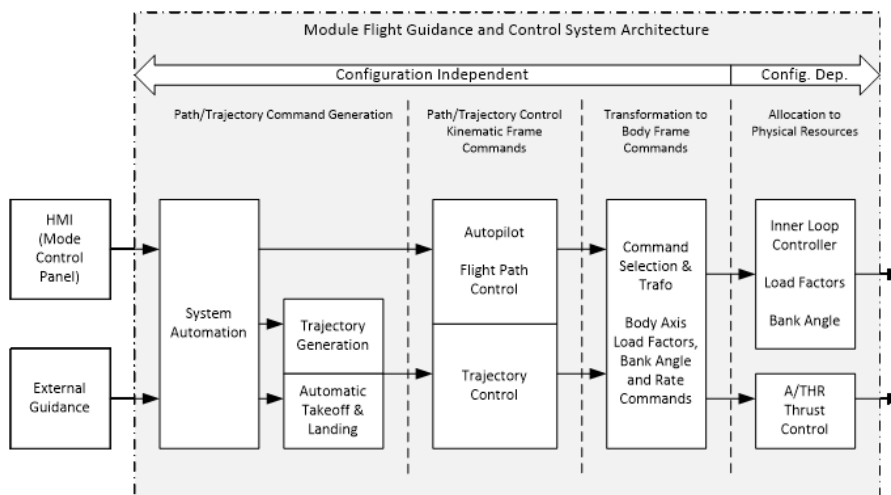 Module Flight Guidance and Control System Architecture
Configuration Independent
Config. Dep.
Path/Trajectory Command Generation
Path/Trajectory Control
Kinematic Frame
Commands
Transformation to
Body Frame
Commands
Allocation to
Physical Resources
HMI
(Mode
Control
Panel)
External
Guidance
System
Automation
Trajectory
Generation
Automatic
Takeoff &
Landing
Autopilot
Flight Path
Control
Trajectory
Control
Command
Selection &
Trafo
Body Axis
Load Factors,
Bank Angle
and Rate
Commands
Inner Loop
Controller
Load Factors
Bank Angle
A/THR
Thrust
Control